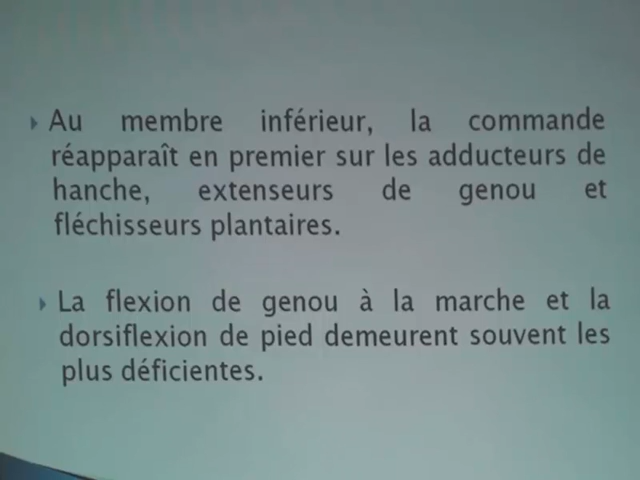 Au membre inférieur, la commande
réapparaît en premier sur les adducteurs de
hanche, extenseurs de genou et
fléchisseurs plantaires.
La flexion de genou à la marche et la
dorsiflexion de pied demeurent souvent les
plus déficientes.